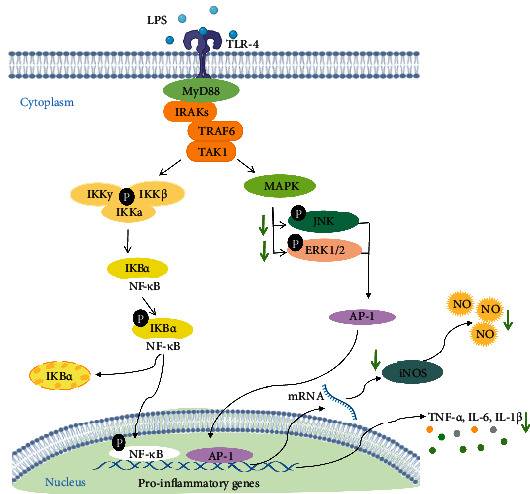 LPS
TLR-4
Cytoplasm
MyD88
IRAKs
TRAF6
TAK1
IKKγ P IKKβ
IKKa
MAPK
P
JNK
P
ERK1/2
IKBα
NF-κB
P
IKBα
NF-κB
IKBα
AP-1
NO
NO
NO
iNOS
mRNA
TNF-α, IL-6, IL-1β
P
NF-κB
AP-1
Nucleus
Pro-inflammatory genes